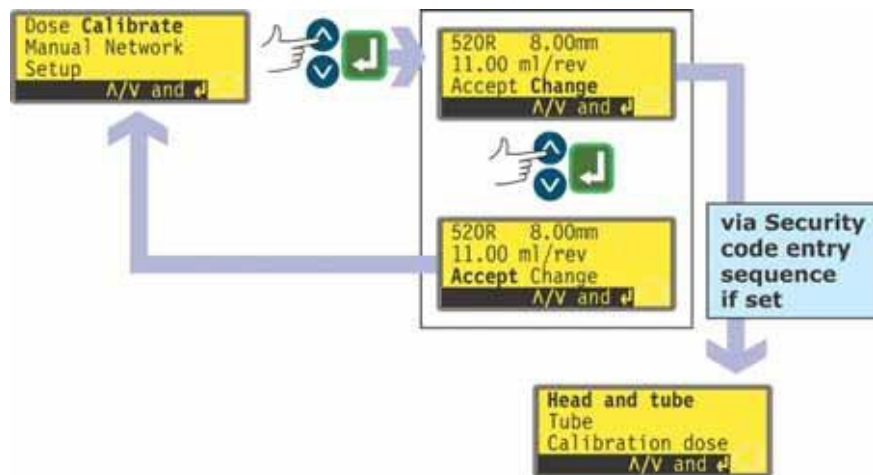 Dose Calibrate
Manual Network
Setup
∧/∨ and ↵
520R 8.00mm
11.00 ml/rev
Accept Change
∧/∨ and ↵
520R 8.00mm
11.00 ml/rev
Accept Change
∧/∨ and ↵
via Security
code entry
sequence
if set
Head and tube
Tube
Calibration dose
∧/∨ and ↵